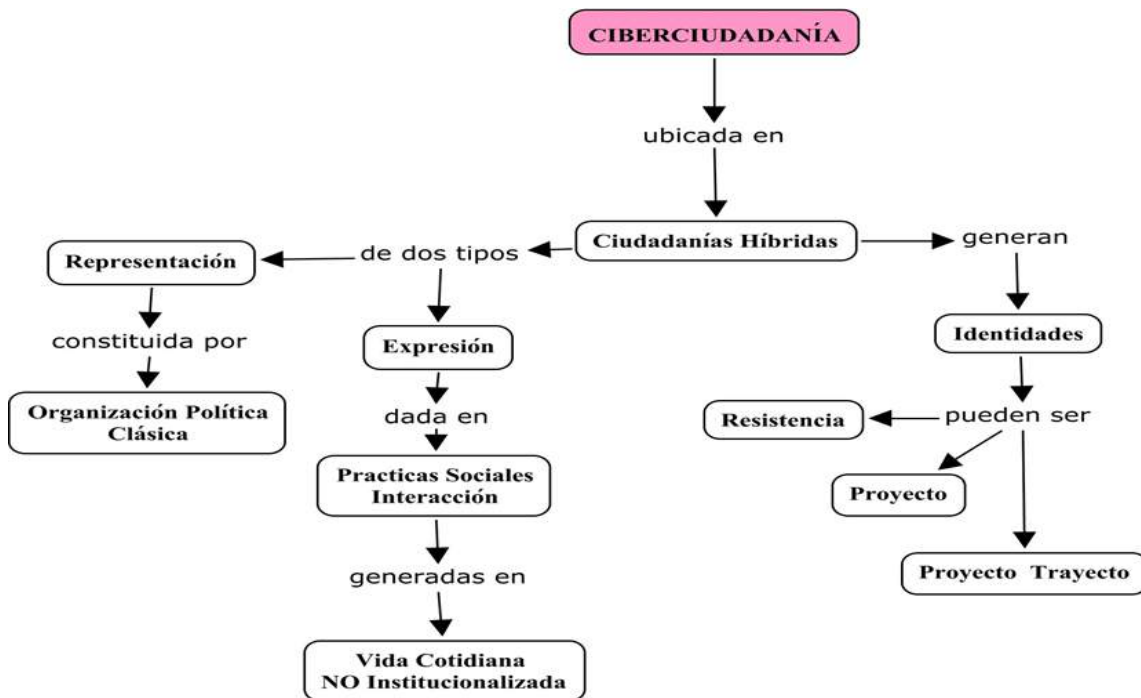 CIBERCIUDADANÍA
ubicada en
Ciudadanías Híbridas
generan
de dos tipos
Representación
constituida por
Identidades
Expresión
Organización Política
Clásica
dada en
Resistencia
pueden ser
Practicas Sociales
Interacción
Proyecto
generadas en
Proyecto Trayecto
Vida Cotidiana
NO Institucionalizada